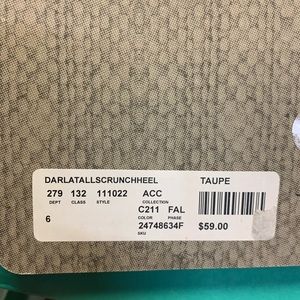 DARLATALLSCRUNCHHEEL TAUPE
279 132 111022 ACC
DEPT CLASS STYLE COLLECTION
C211 FAL
COLOR PHASE
6 24748634F $59.00
SKU